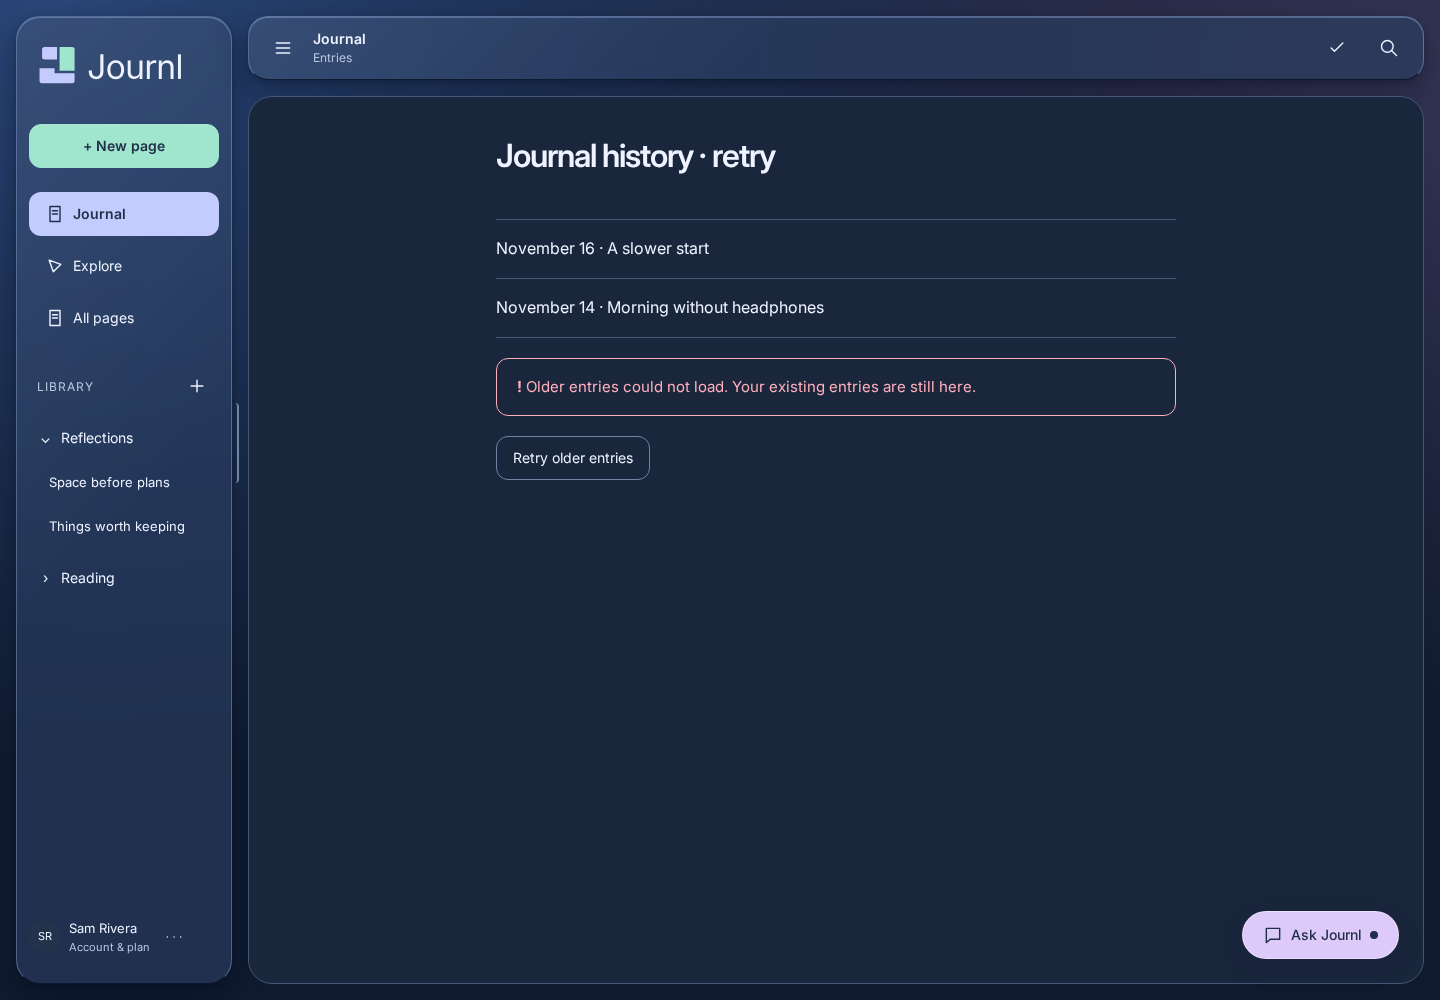 Journl
+ New page
Journal
Explore
All pages
LIBRARY
Reflections
Space before plans
Things worth keeping
Reading
SR
Sam Rivera
Account & plan
...
Journal
Entries
Journal history · retry
November 16 · A slower start
November 14 · Morning without headphones
! Older entries could not load. Your existing entries are still here.
Retry older entries
Ask Journl